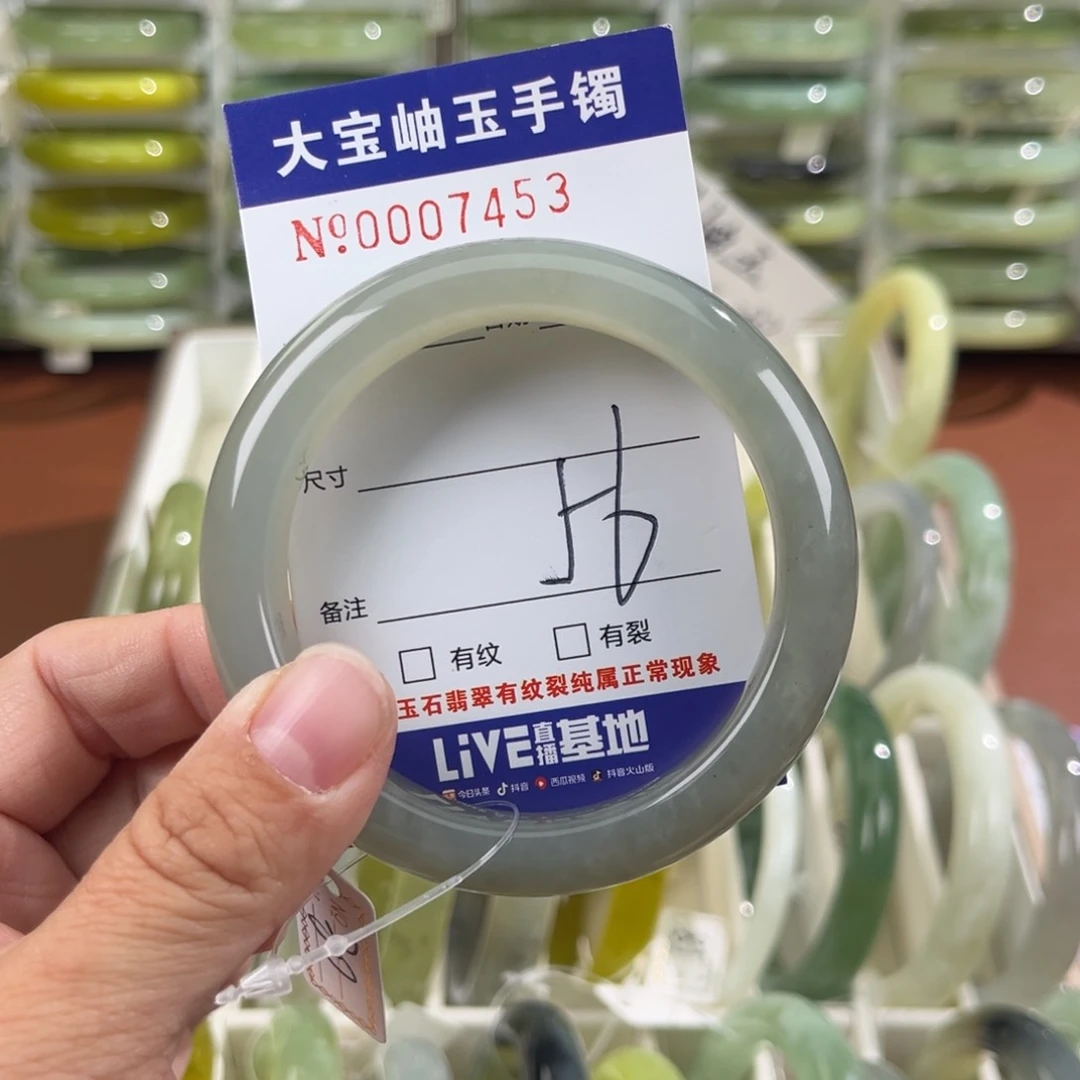 大宝岫玉手镯
№0007453
尺寸
备注
□ 有纹 □ 有裂
玉石翡翠有纹裂纯属正常现象
LiVE直播基地
今日头条 抖音 西瓜视频 抖音火山版